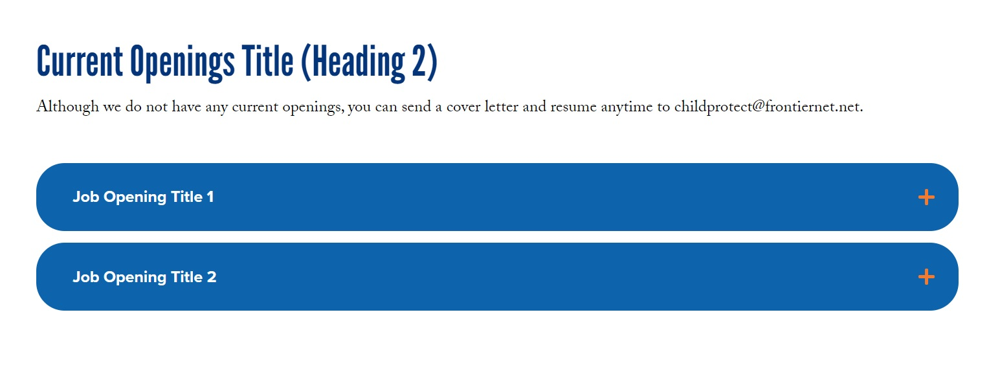 Current Openings Title (Heading 2)
Although we do not have any current openings, you can send a cover letter and resume anytime to childprotect@frontiernet.net.
Job Opening Title 1
Job Opening Title 2